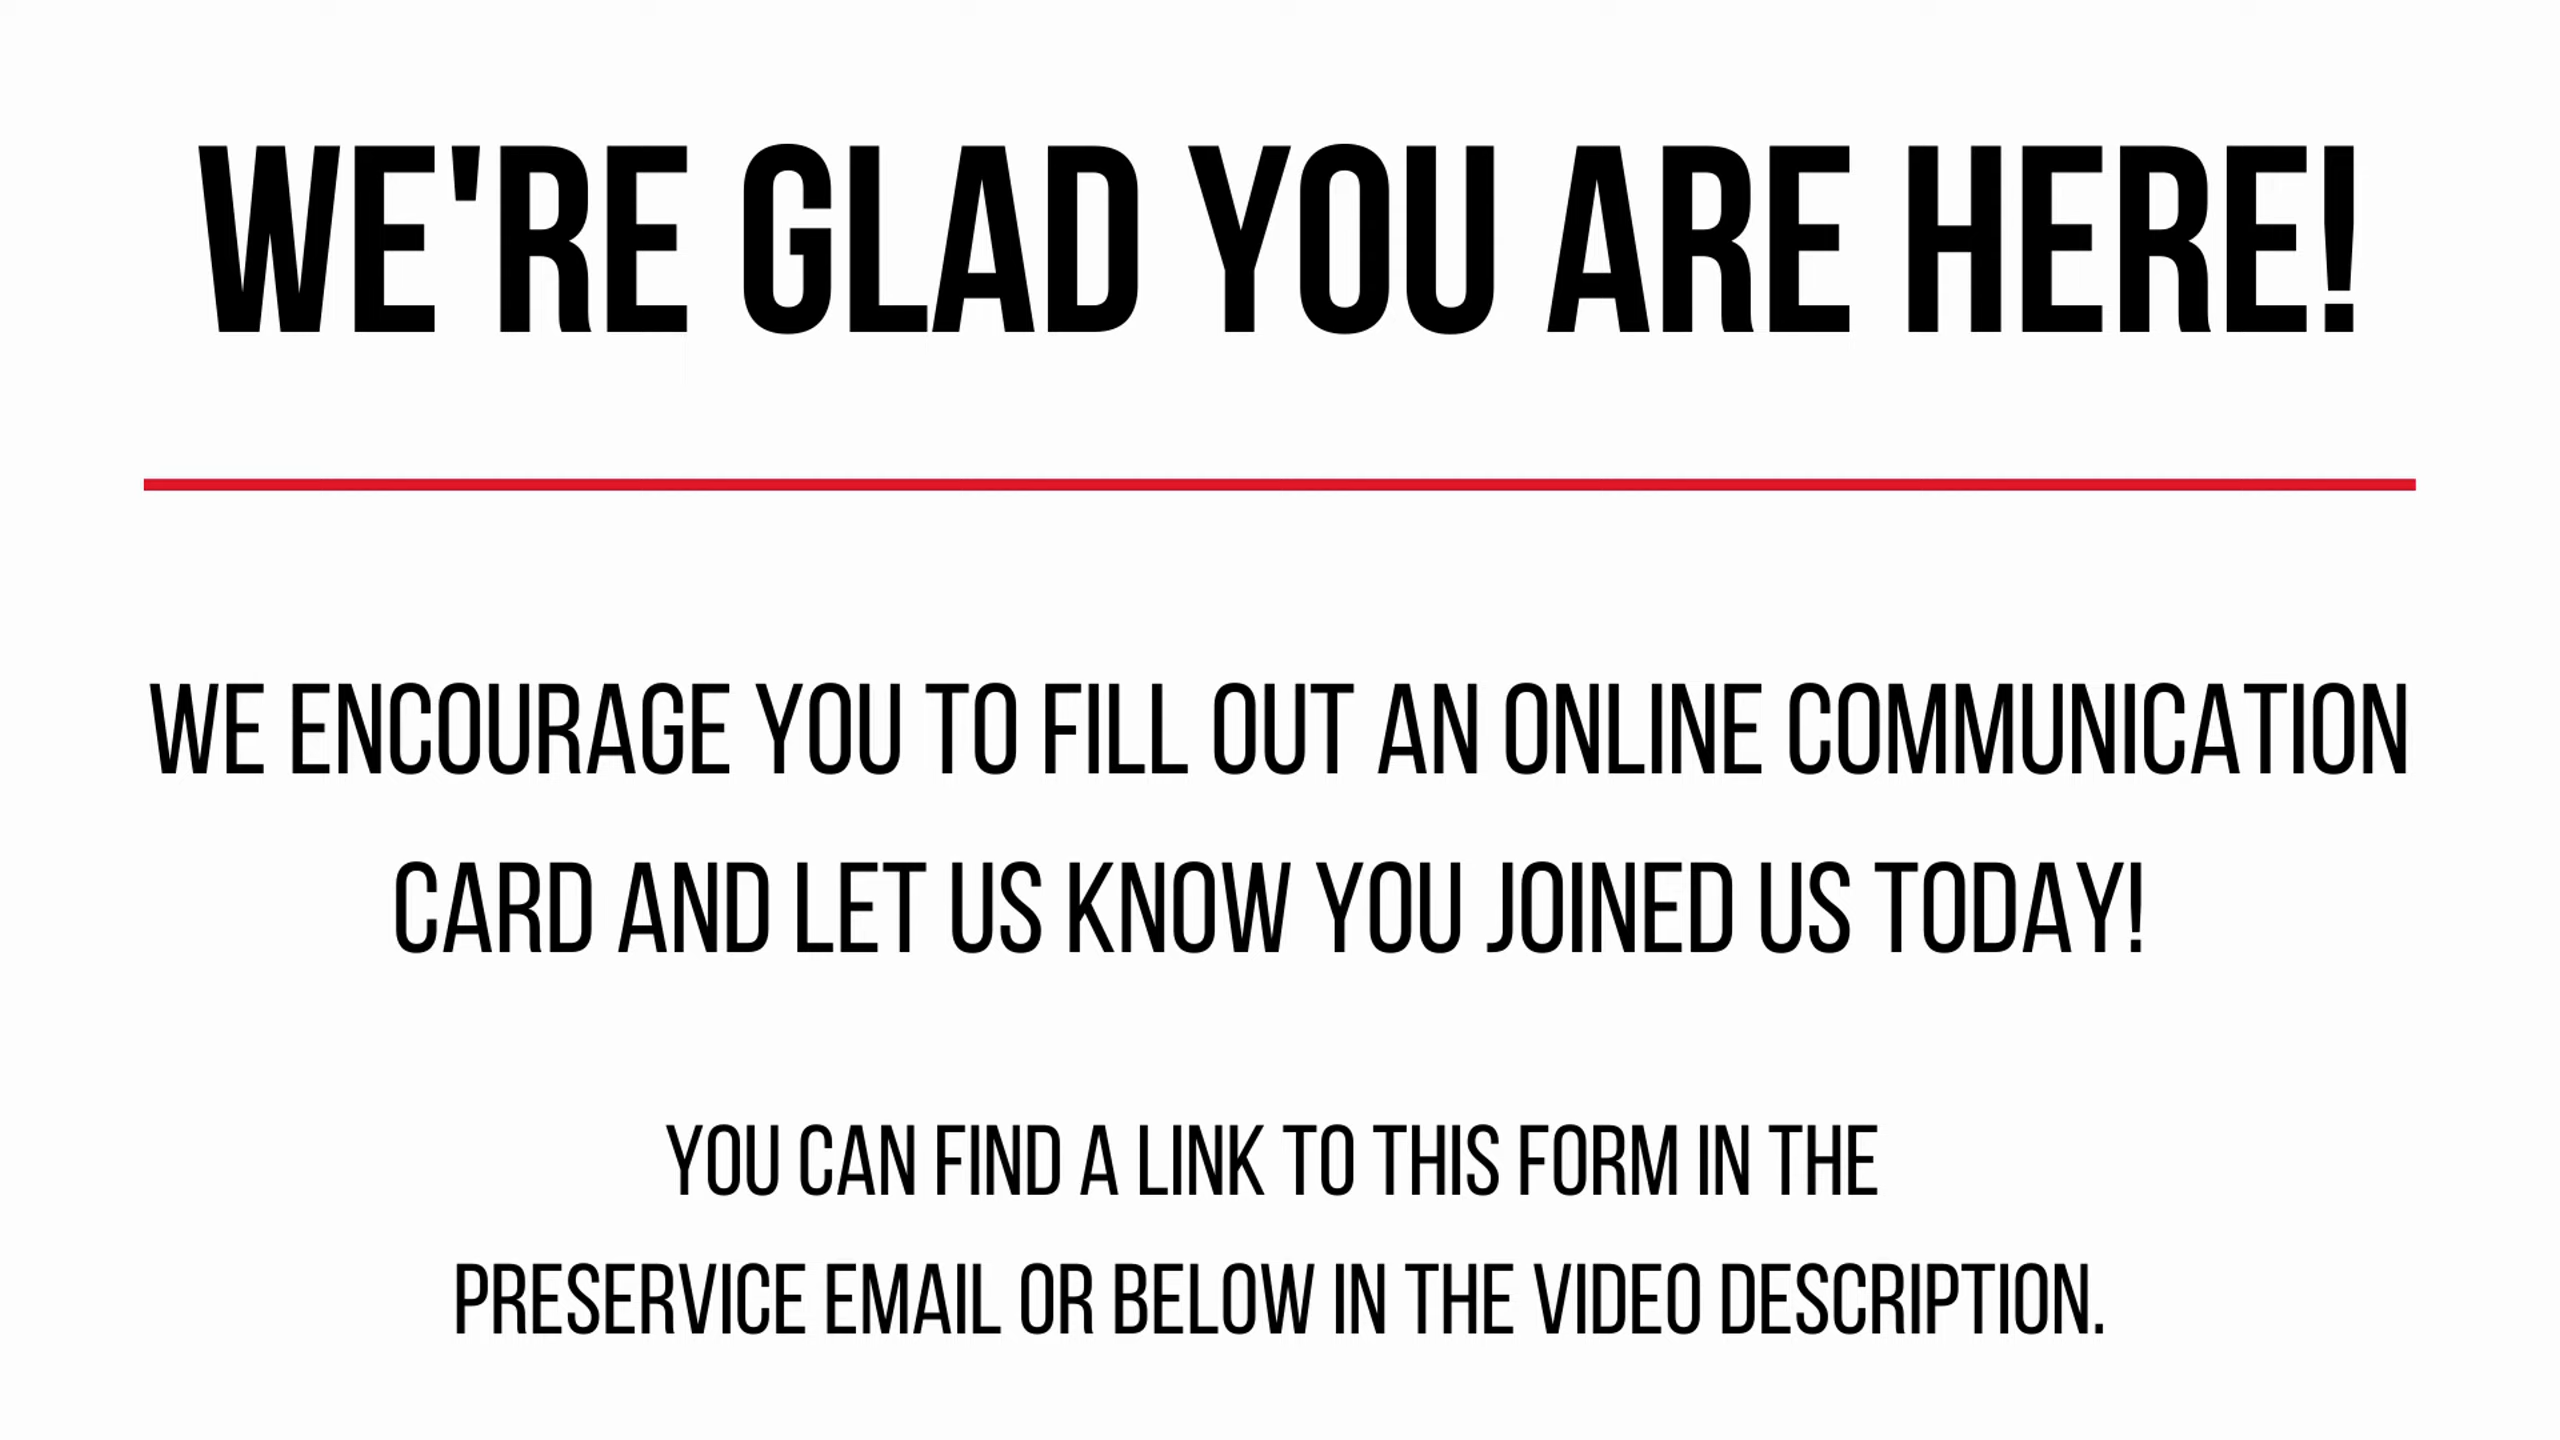 WE'RE GLAD YOU ARE HERE!
WE ENCOURAGE YOU TO FILL OUT AN ONLINE COMMUNICATION
CARD AND LET US KNOW YOU JOINED US TODAY!
YOU CAN FIND A LINK TO THIS FORM IN THE
PRESERVICE EMAIL OR BELOW IN THE VIDEO DESCRIPTION.